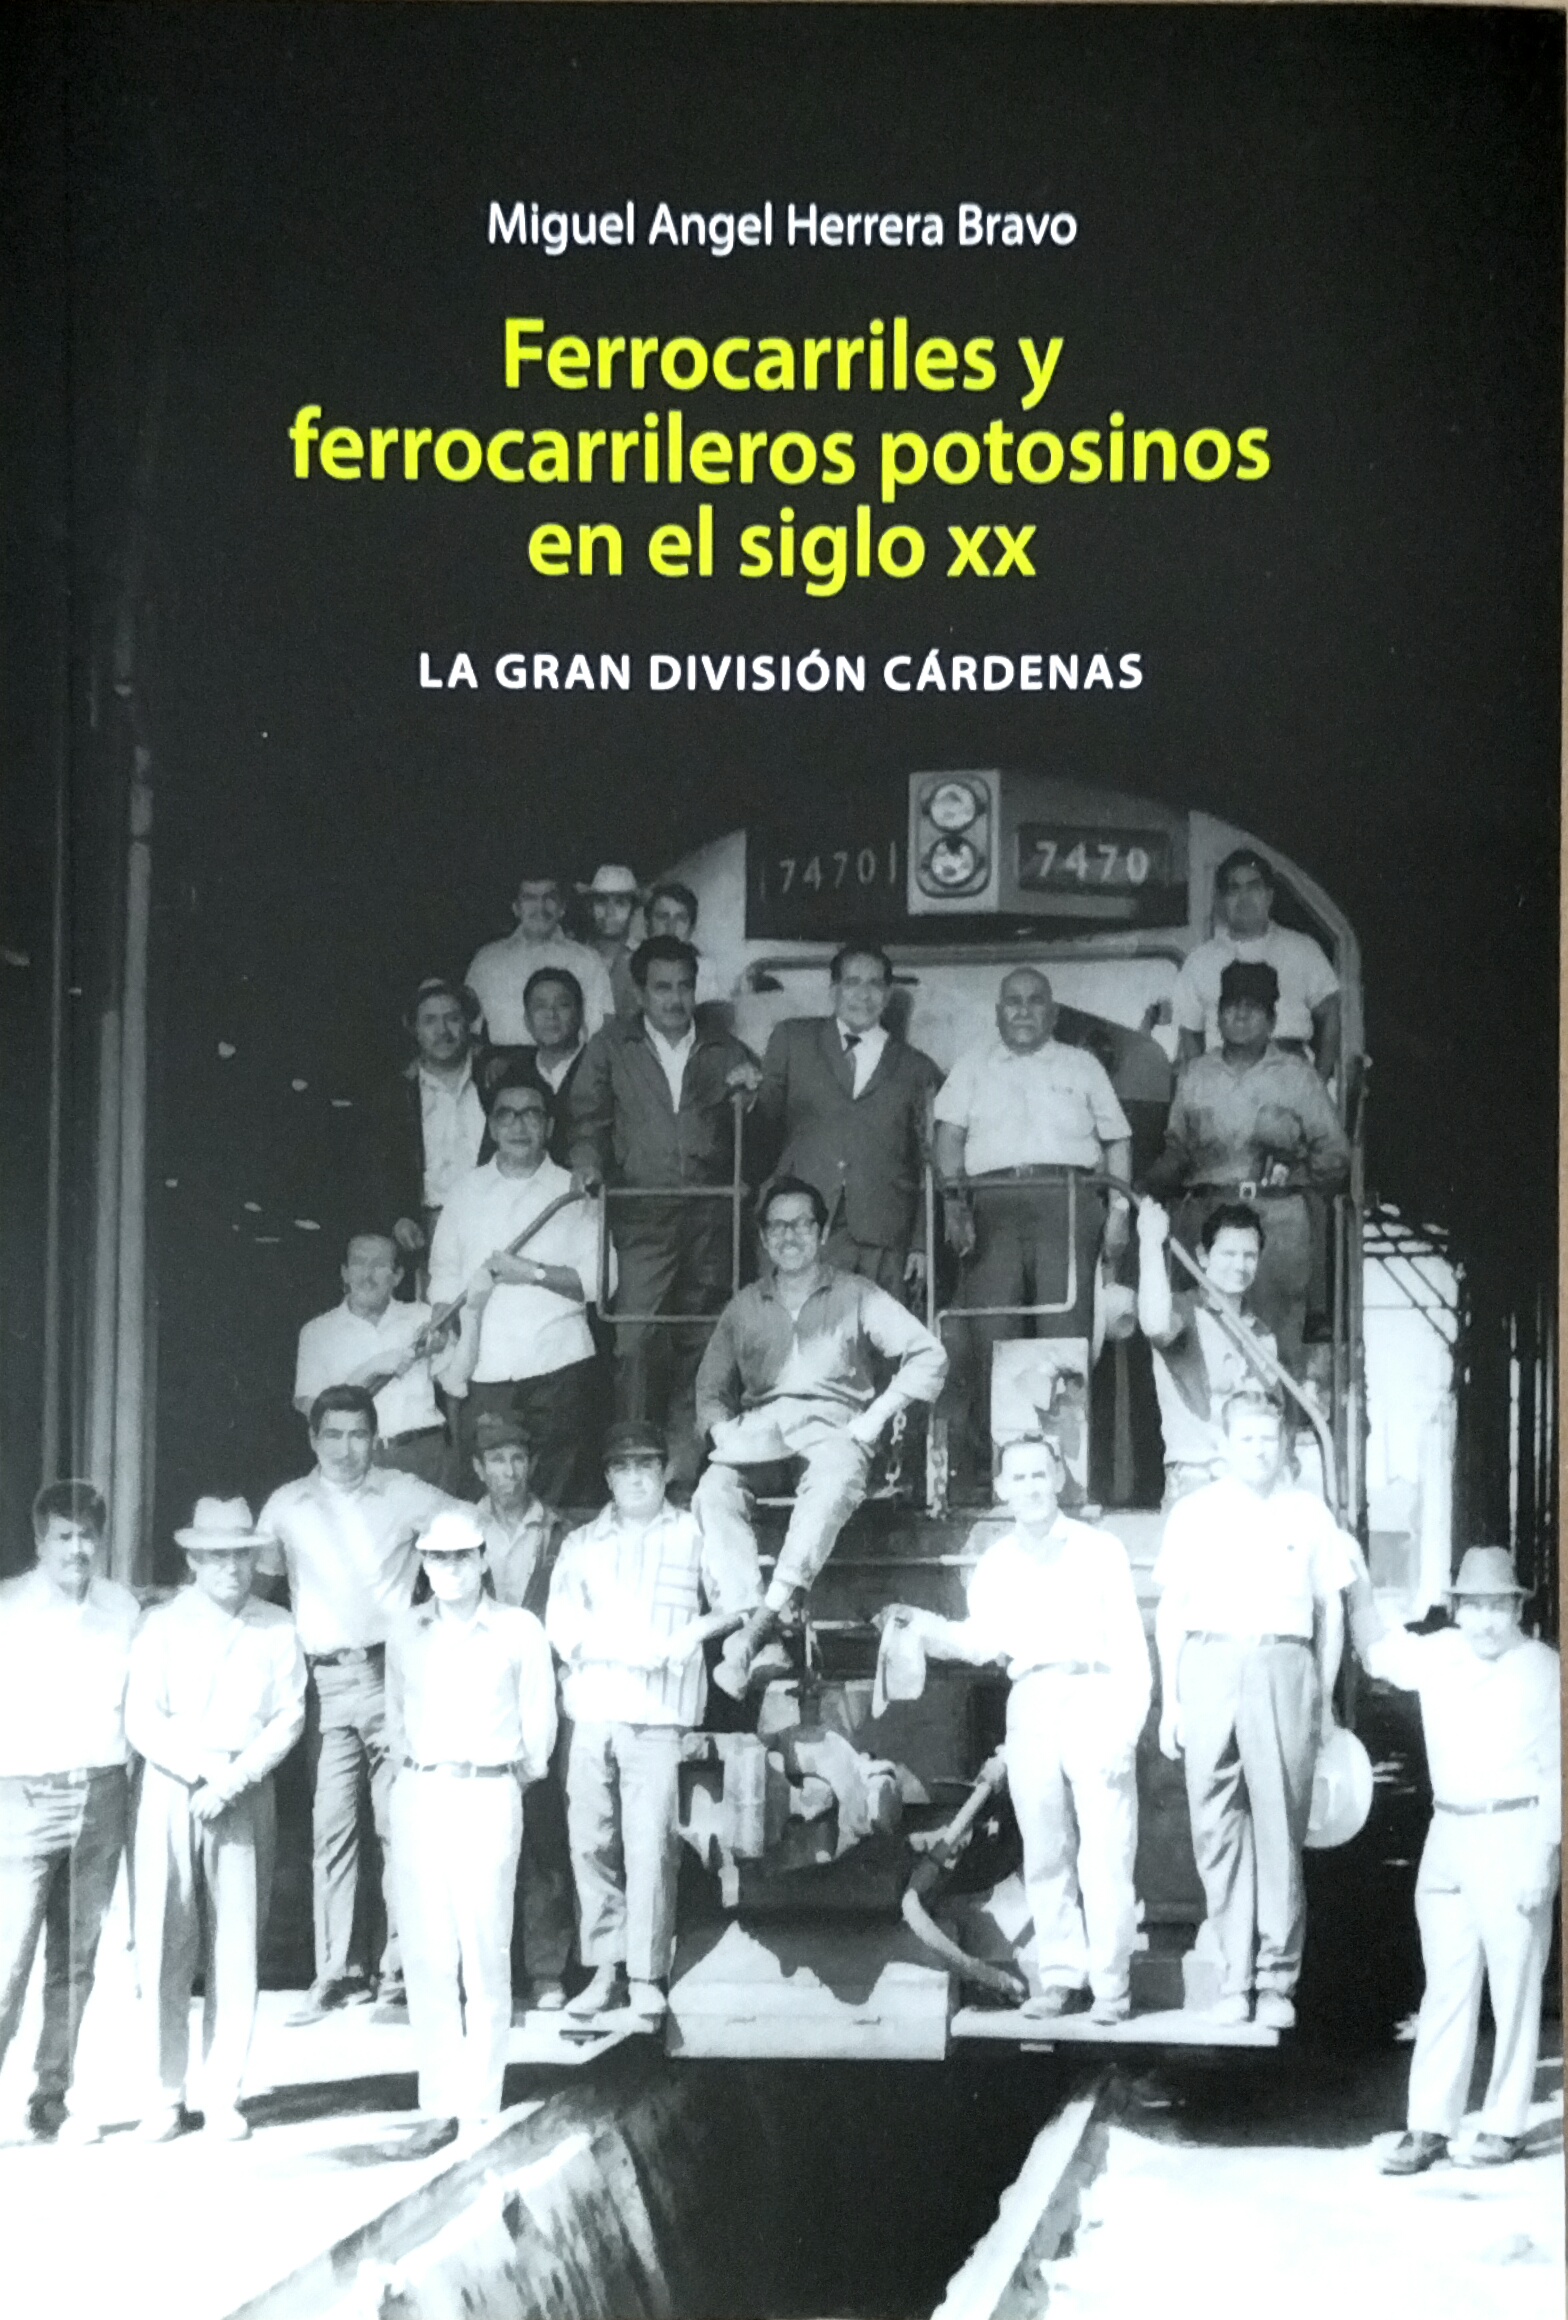 Miguel Angel Herrera Bravo
Ferrocarriles y
ferrocarrileros potosinos
en el siglo xx
LA GRAN DIVISIÓN CÁRDENAS
7470 7470